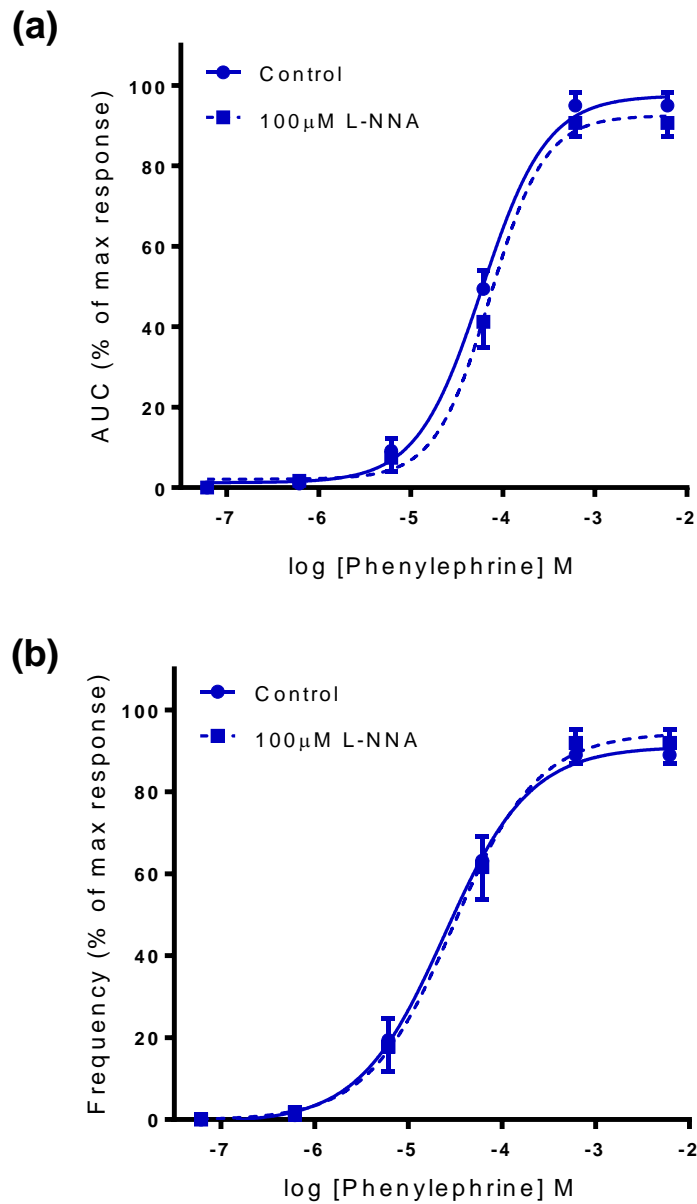 (a)
Control
100μM L-NNA
AUC (% of max response)
100
80
60
40
20
0
-7 -6 -5 -4 -3 -2
log [Phenylephrine] M
(b)
Control
100μM L-NNA
Frequency (% of max response)
100
80
60
40
20
0
-7 -6 -5 -4 -3 -2
log [Phenylephrine] M